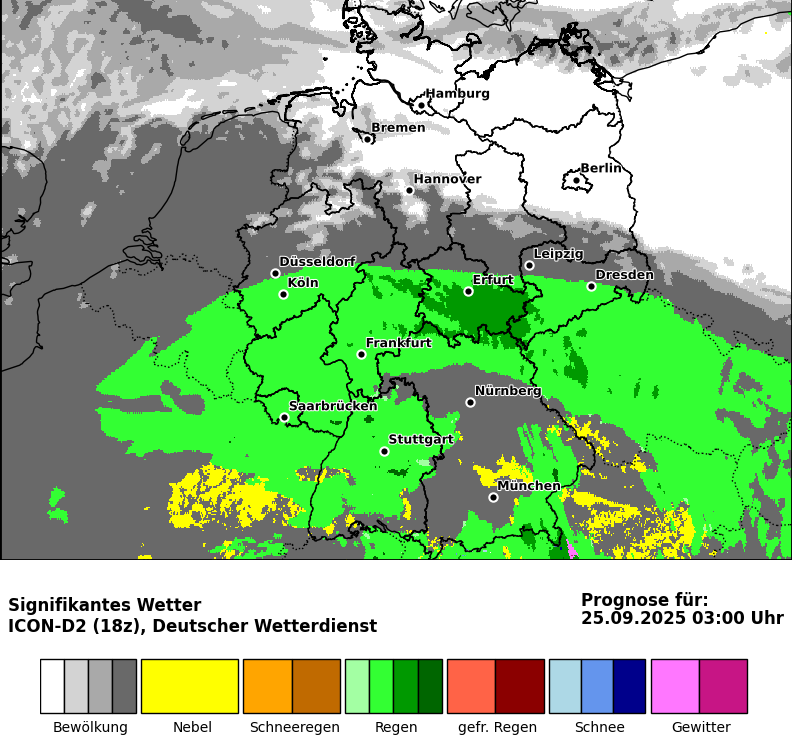 Hamburg
Bremen
Berlin
Hannover
Leipzig
Düsseldorf
Dresden
Köln
Erfurt
Frankfurt
Nürnberg
Saarbrücken
Stuttgart
München
Signifikantes Wetter
ICON-D2 (18z), Deutscher Wetterdienst
Prognose für:
25.09.2025 03:00 Uhr
Bewölkung Nebel Schneeregen Regen gefr. Regen Schnee Gewitter